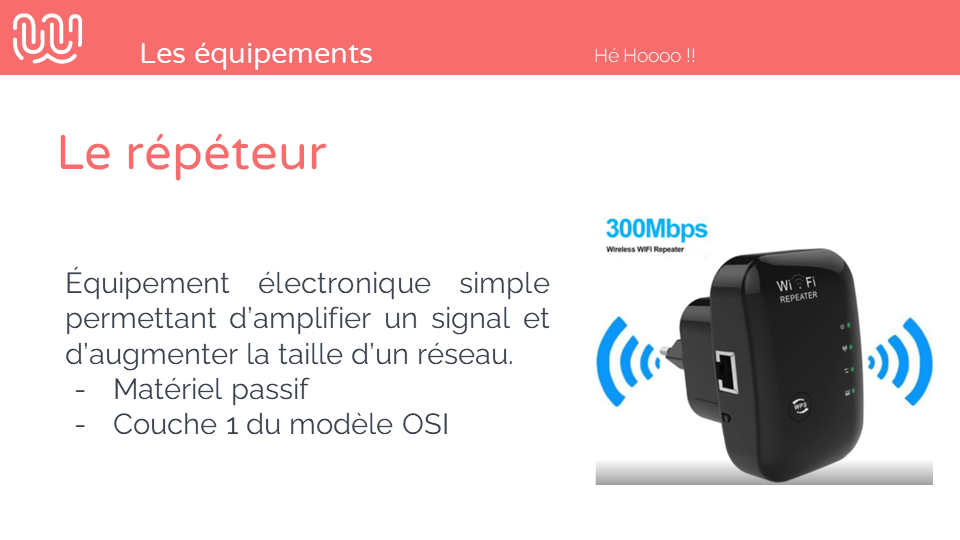 Les équipements
Hé Hoooo !!
Le répéteur
Équipement électronique simple
permettant d’amplifier un signal et
d’augmenter la taille d’un réseau.
- Matériel passif
- Couche 1 du modèle OSI
300Mbps
Wireless WIFI Repeater
Wi Fi
REPEATER
WPS